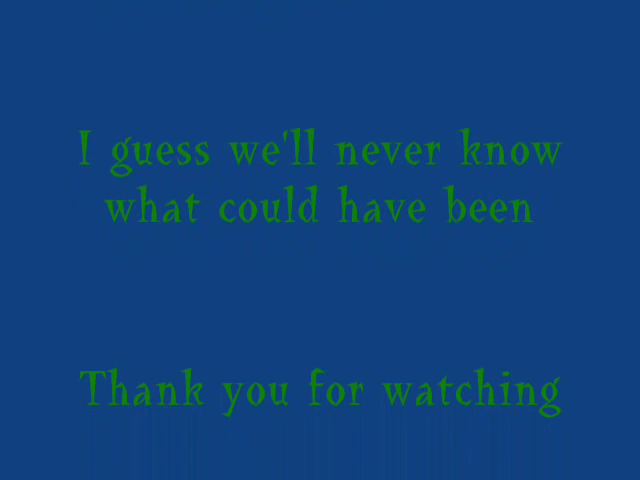 I guess we'll never know
what could have been
Thank you for watching